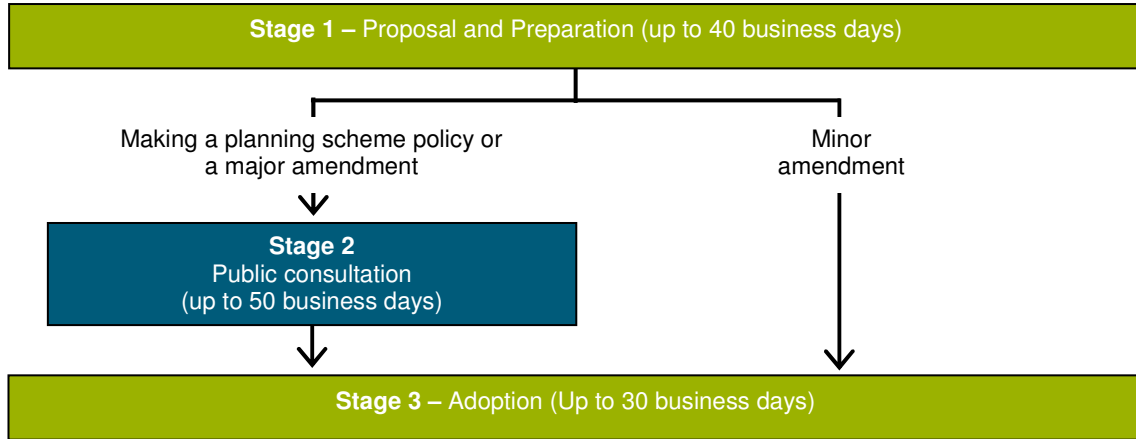 Stage 1 – Proposal and Preparation (up to 40 business days)
Making a planning scheme policy or
a major amendment
Minor
amendment
Stage 2
Public consultation
(up to 50 business days)
Stage 3 – Adoption (Up to 30 business days)